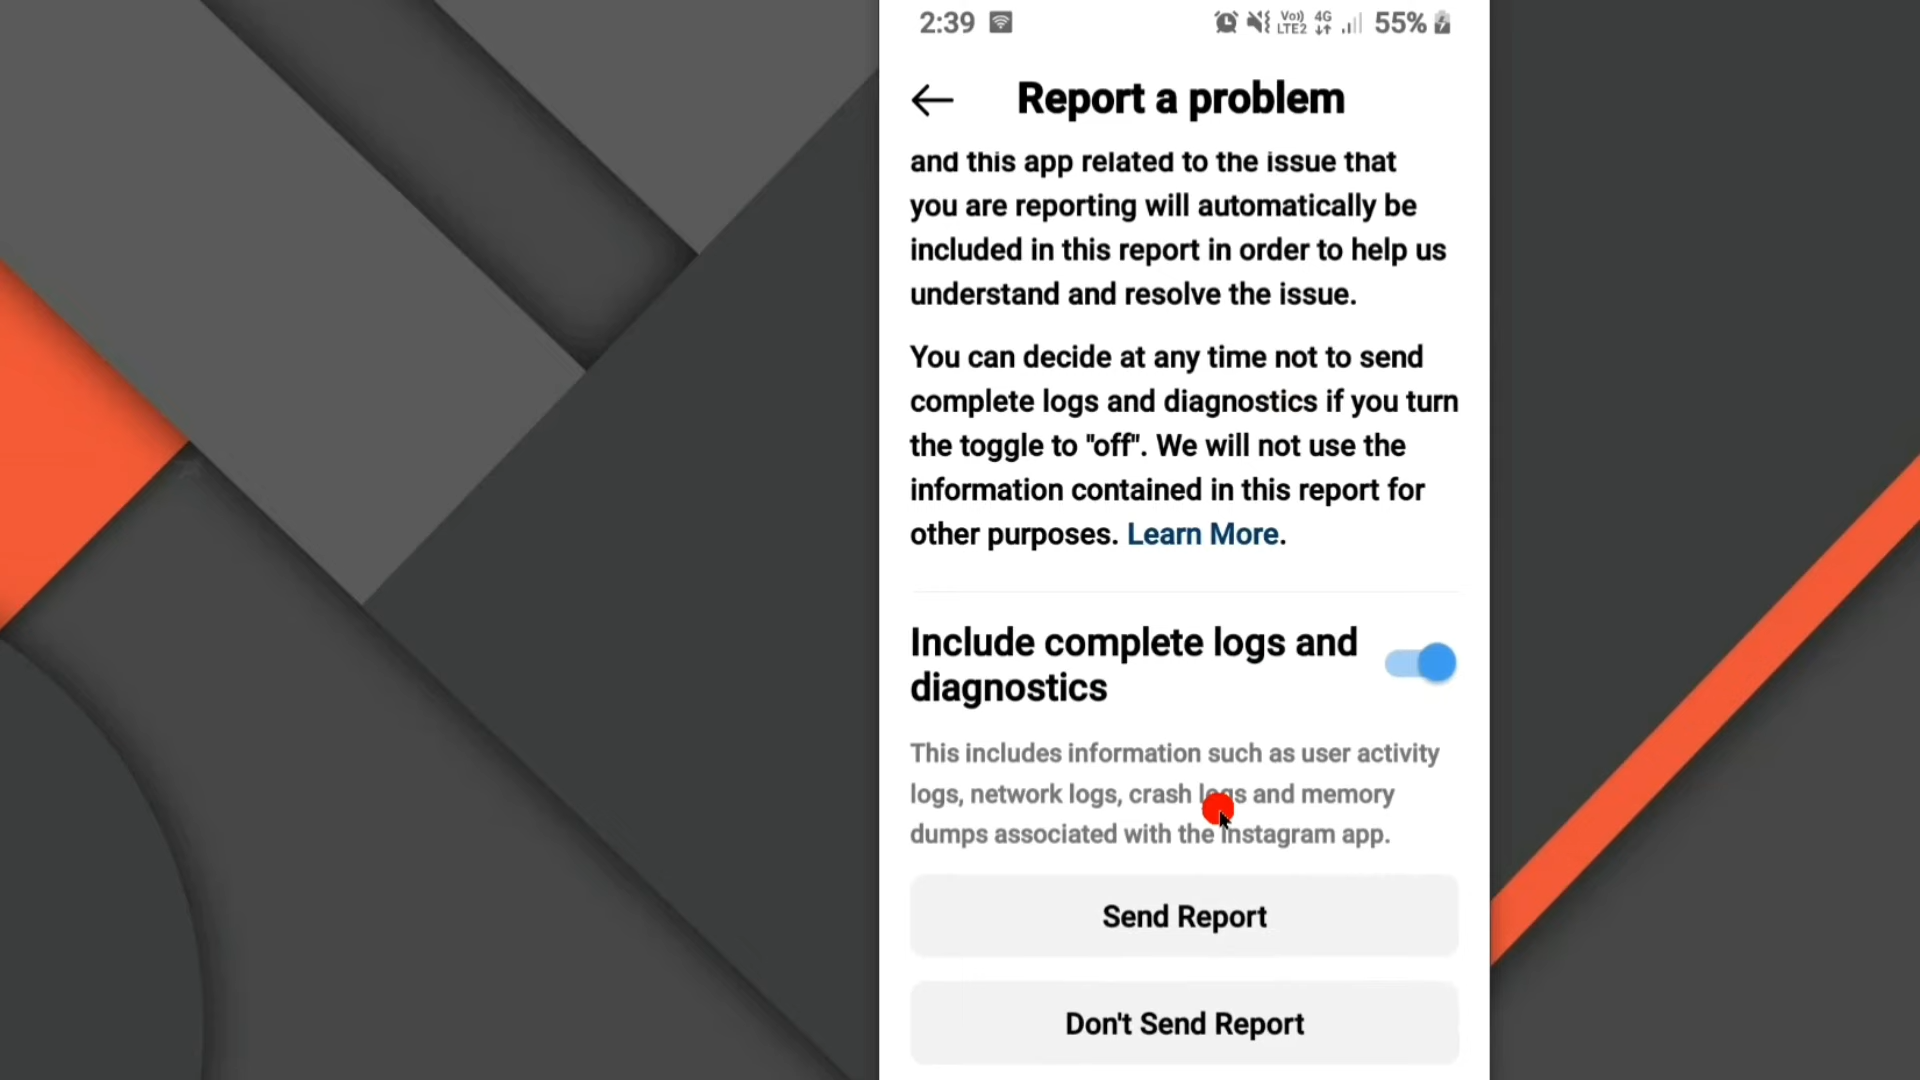 2:39 Vo)) LTE2 4G 55%
Report a problem
and this app related to the issue that
you are reporting will automatically be
included in this report in order to help us
understand and resolve the issue.
You can decide at any time not to send
complete logs and diagnostics if you turn
the toggle to "off". We will not use the
information contained in this report for
other purposes. Learn More.
Include complete logs and
diagnostics
This includes information such as user activity
logs, network logs, crash logs and memory
dumps associated with the Instagram app.
Send Report
Don't Send Report